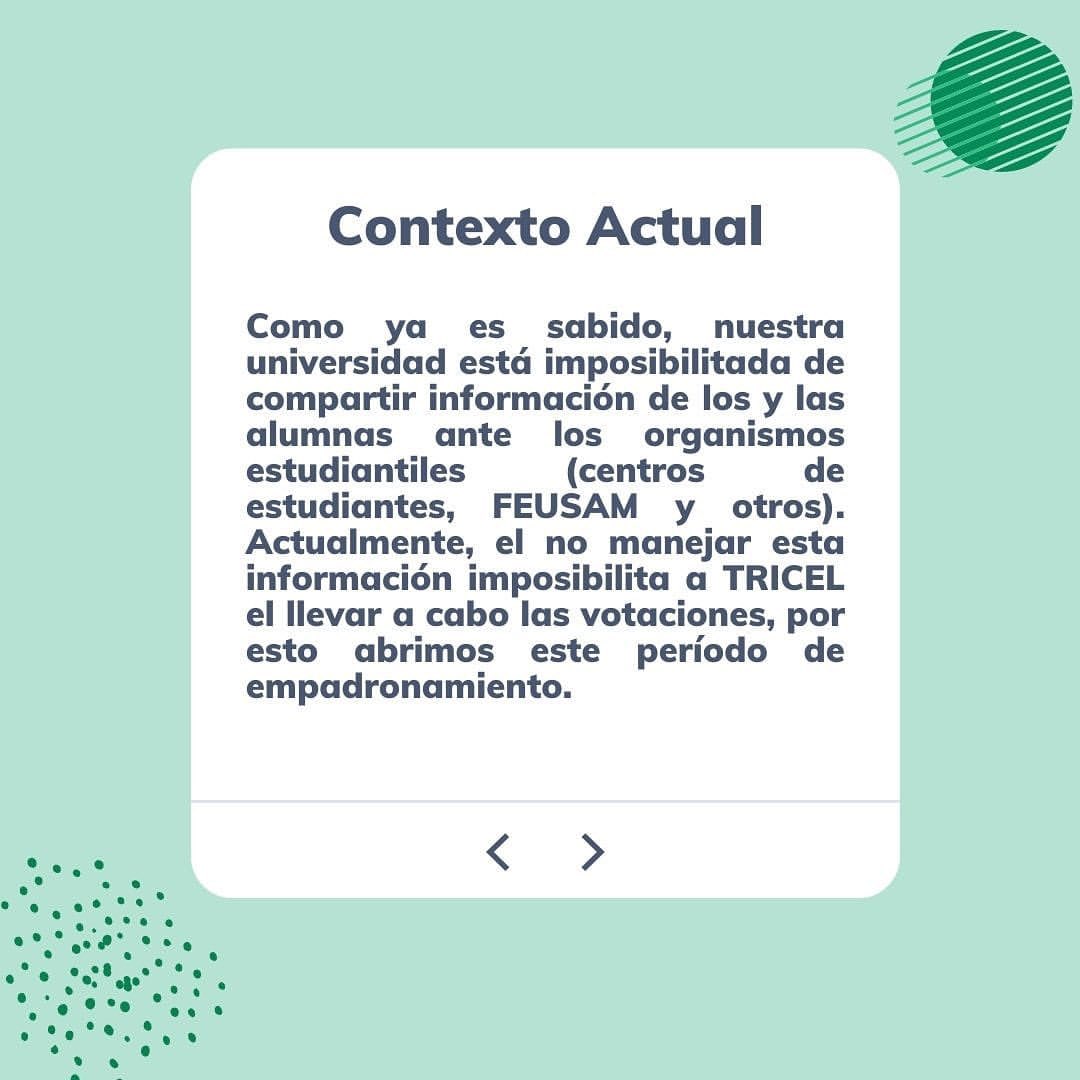 Contexto Actual
Como ya es sabido, nuestra
universidad está imposibilitada de
compartir información de los y las
alumnas ante los organismos
estudiantiles (centros de
estudiantes, FEUSAM y otros).
Actualmente, el no manejar esta
información imposibilita a TRICEL
el llevar a cabo las votaciones, por
esto abrimos este período de
empadronamiento.